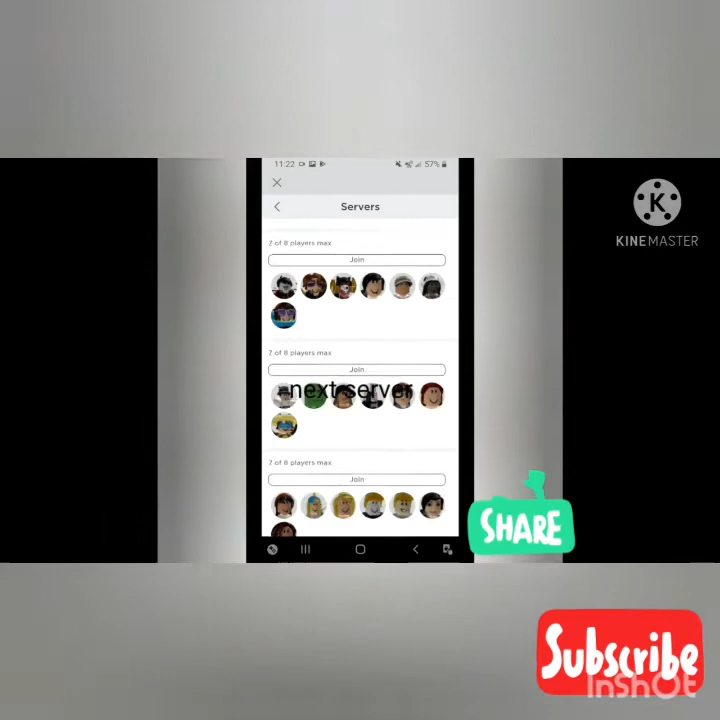 11:22
57%
Servers
7 of 8 players max
Join
7 of 8 players max
Join
next server
7 of 8 players max
Join
K
KINEMASTER
SHARE
Subscribe
InShOt